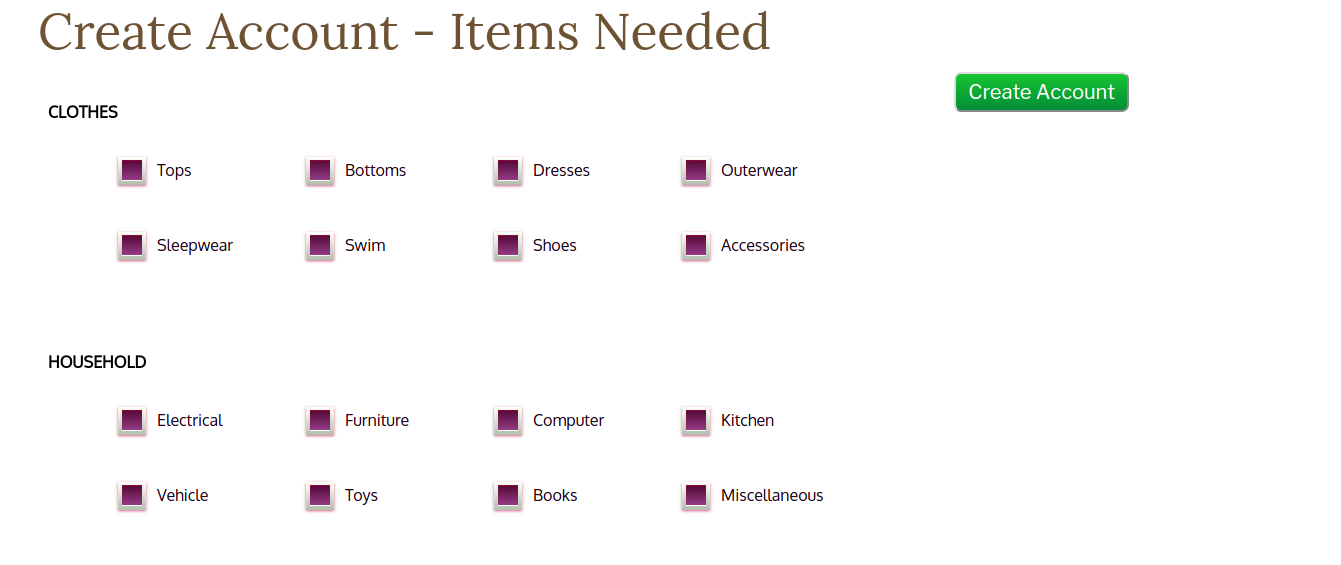 Create Account - Items Needed
Create Account
CLOTHES
Tops Bottoms Dresses Outerwear
Sleepwear Swim Shoes Accessories
HOUSEHOLD
Electrical Furniture Computer Kitchen
Vehicle Toys Books Miscellaneous